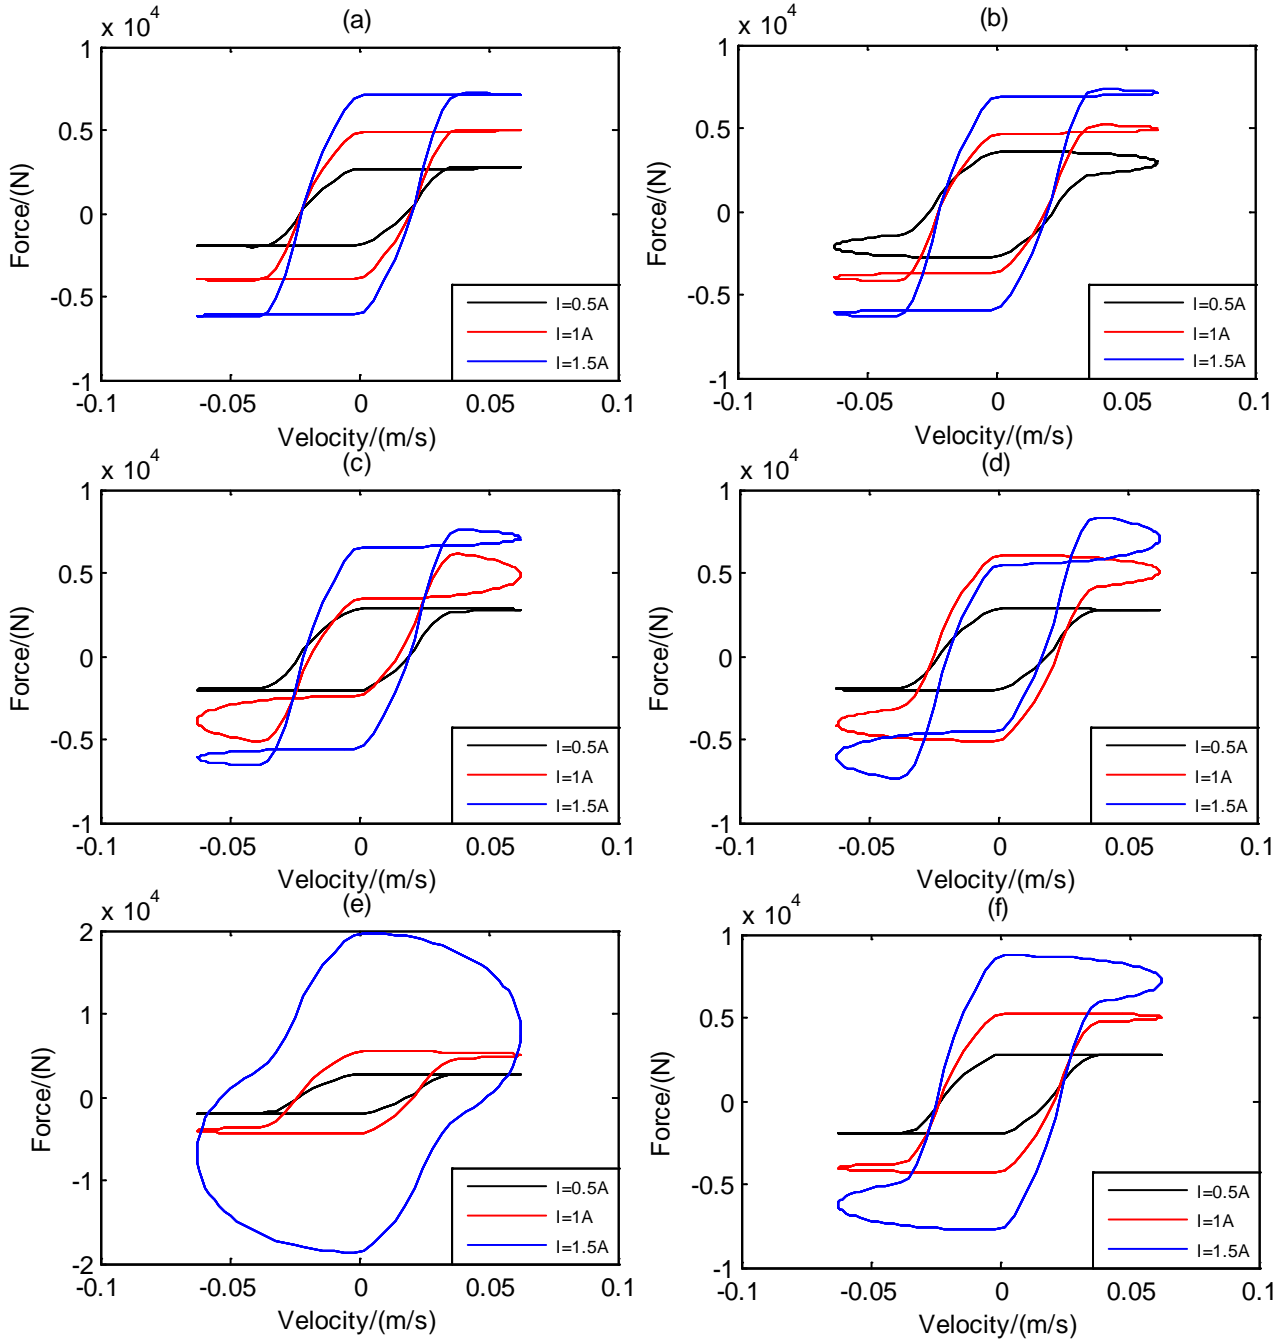 (a)
x 10^4
1
0.5
0
-0.5
-1
Force/(N)
-0.1
-0.05
0
0.05
0.1
Velocity/(m/s)
I=0.5A
I=1A
I=1.5A
(b)
x 10^4
1
0.5
0
-0.5
-1
Force/(N)
-0.1
-0.05
0
0.05
0.1
Velocity/(m/s)
I=0.5A
I=1A
I=1.5A
(c)
x 10^4
1
0.5
0
-0.5
-1
Force/(N)
-0.1
-0.05
0
0.05
0.1
Velocity/(m/s)
I=0.5A
I=1A
I=1.5A
(d)
x 10^4
1
0.5
0
-0.5
-1
Force/(N)
-0.1
-0.05
0
0.05
0.1
Velocity/(m/s)
I=0.5A
I=1A
I=1.5A
(e)
x 10^4
2
1
0
-1
-2
Force/(N)
-0.1
-0.05
0
0.05
0.1
Velocity/(m/s)
I=0.5A
I=1A
I=1.5A
(f)
x 10^4
1
0.5
0
-0.5
-1
Force/(N)
-0.1
-0.05
0
0.05
0.1
Velocity/(m/s)
I=0.5A
I=1A
I=1.5A